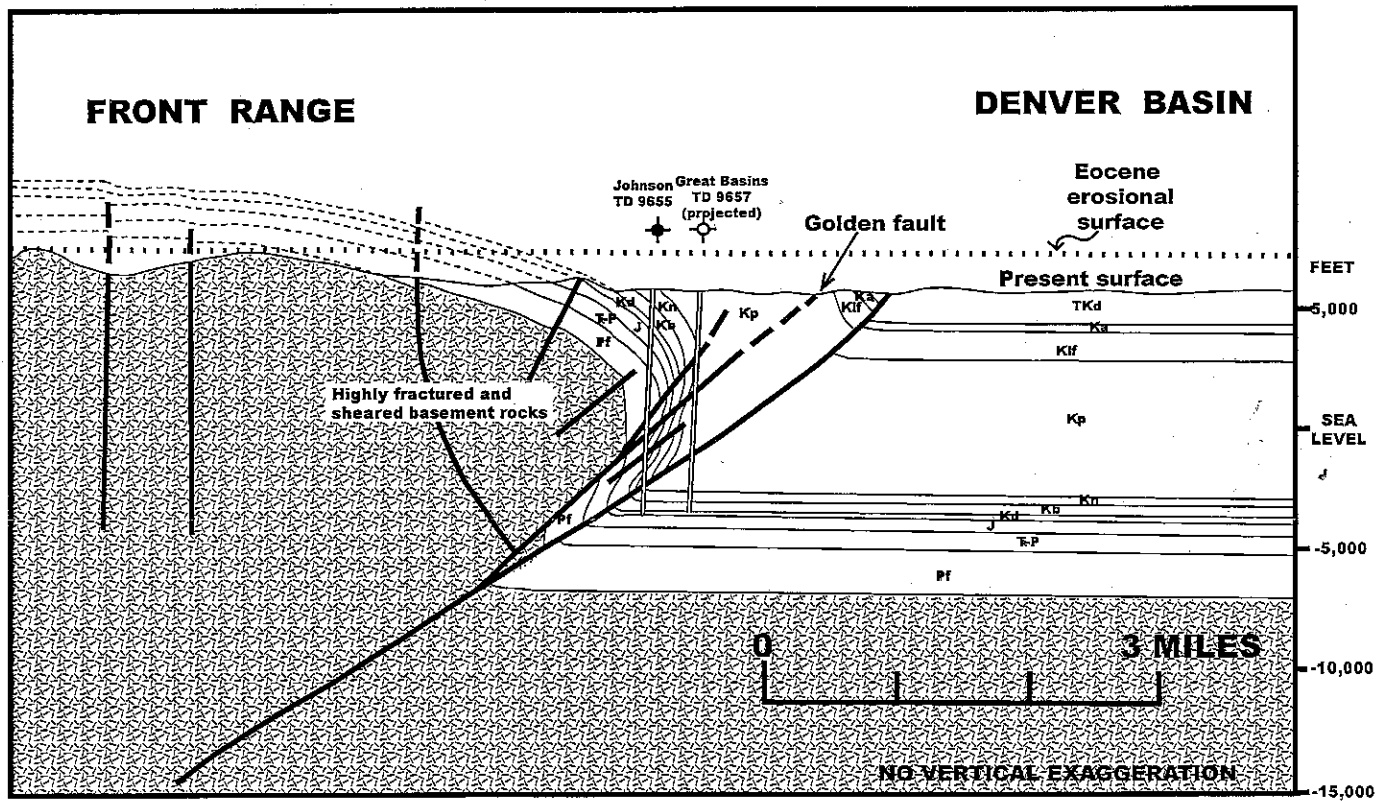 FRONT RANGE
DENVER BASIN
Johnson
TD 9655
Great Basins
TD 9657
(projected)
Golden fault
Eocene
erosional
surface
Present surface
FEET
5,000
SEA
LEVEL
-5,000
-10,000
-15,000
Kd
Kn
J
Kb
Kp
Klf
Ka
TKd
Ka
Klf
Kp
Kn
Kb
Kd
J
Pf
Pf
Pf
Highly fractured and
sheared basement rocks
0
3 MILES
NO VERTICAL EXAGGERATION